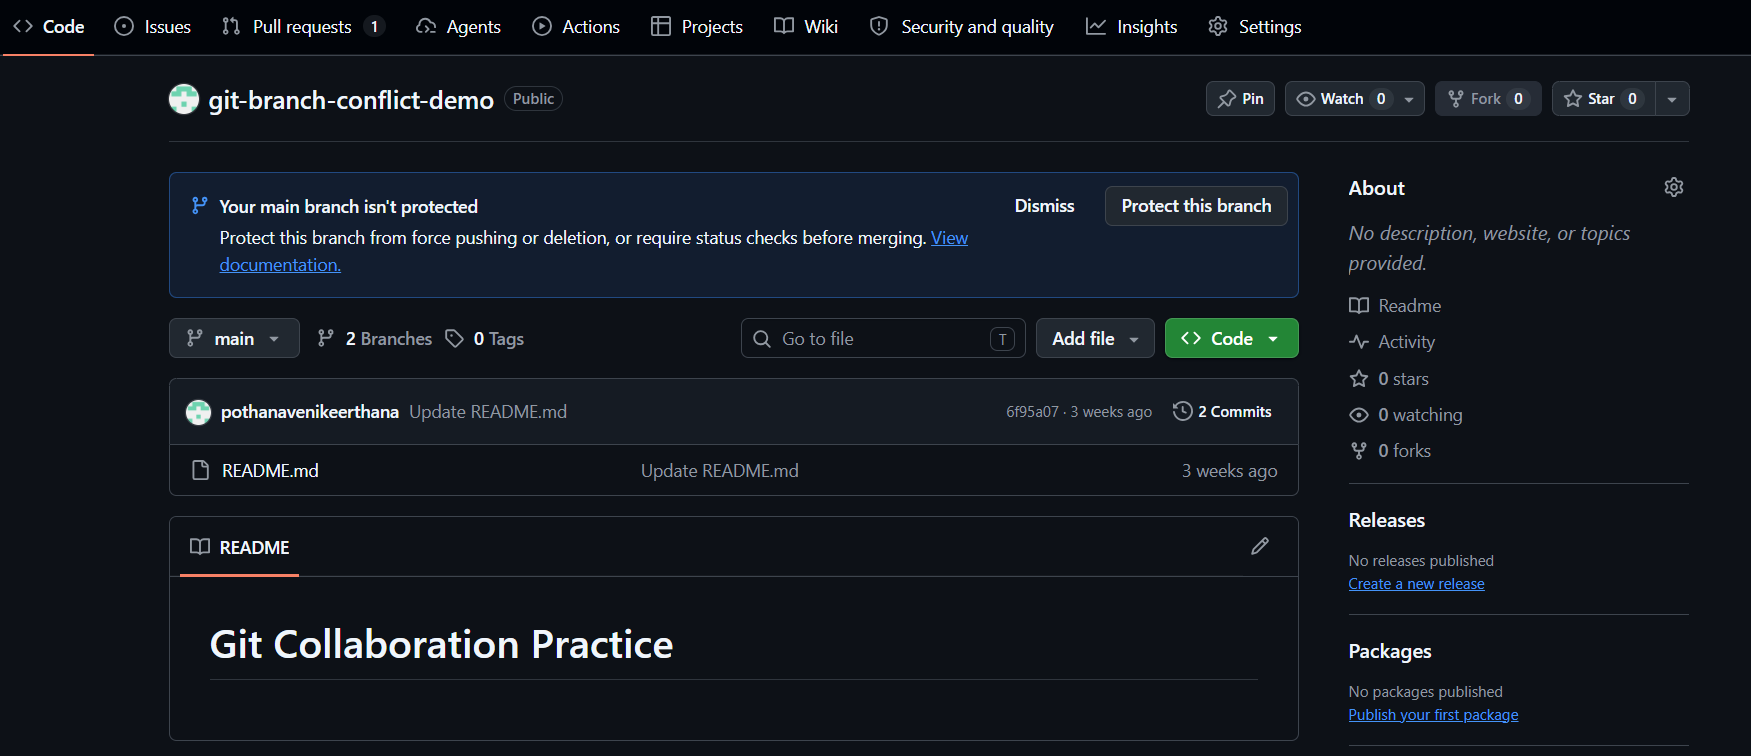 Code Issues Pull requests 1 Agents Actions Projects Wiki Security and quality Insights Settings
git-branch-conflict-demo Public
Pin Watch 0 Fork 0 Star 0
Your main branch isn't protected
Protect this branch from force pushing or deletion, or require status checks before merging. View
documentation.
Dismiss Protect this branch
main 2 Branches 0 Tags Go to file T Add file Code
pothanavenikeerthana Update README.md 6f95a07 · 3 weeks ago 2 Commits
README.md Update README.md 3 weeks ago
README
Git Collaboration Practice
About
No description, website, or topics
provided.
Readme
Activity
0 stars
0 watching
0 forks
Releases
No releases published
Create a new release
Packages
No packages published
Publish your first package